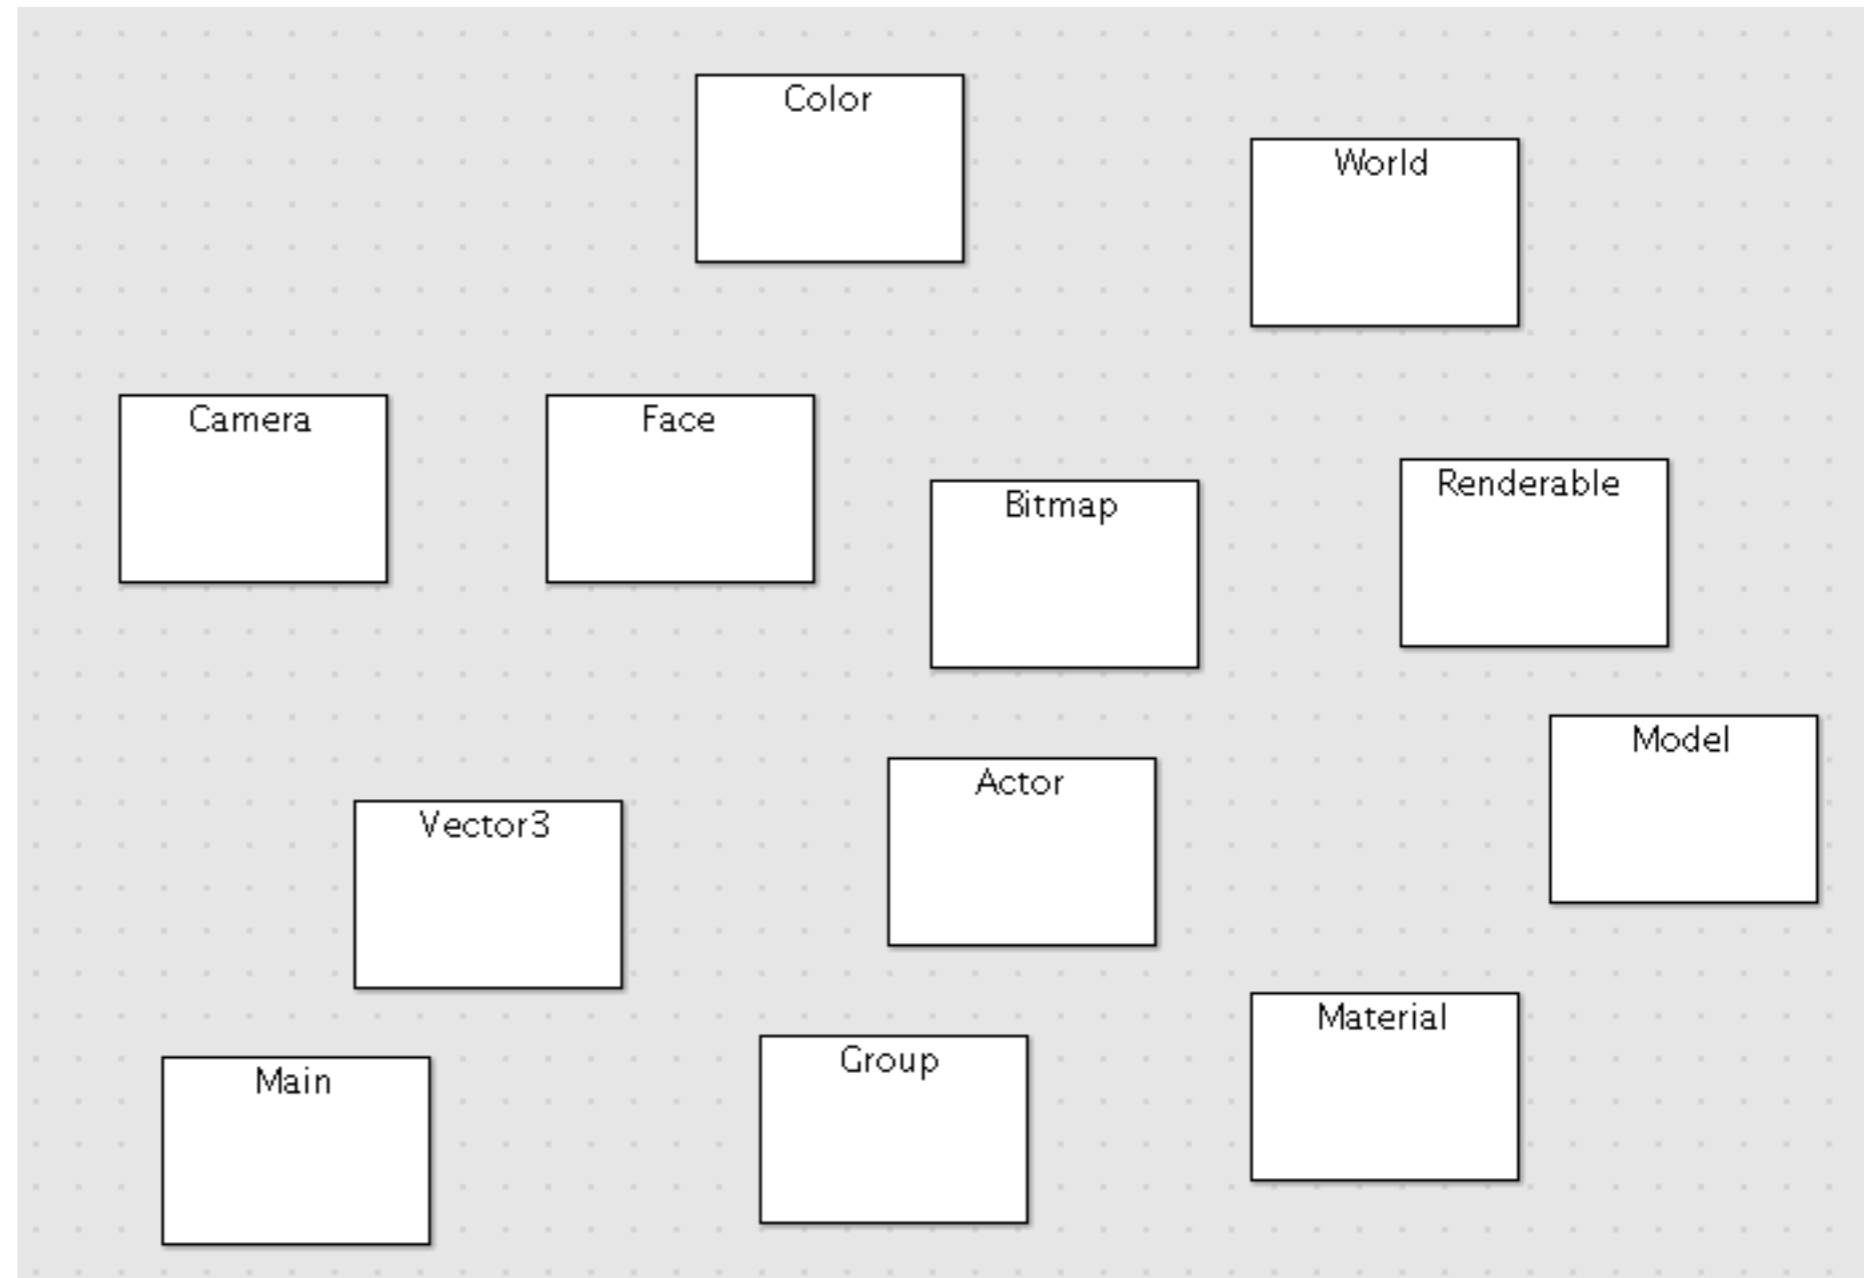 Color
World
Camera
Face
Renderable
Bitmap
Model
Actor
Vector3
Material
Group
Main